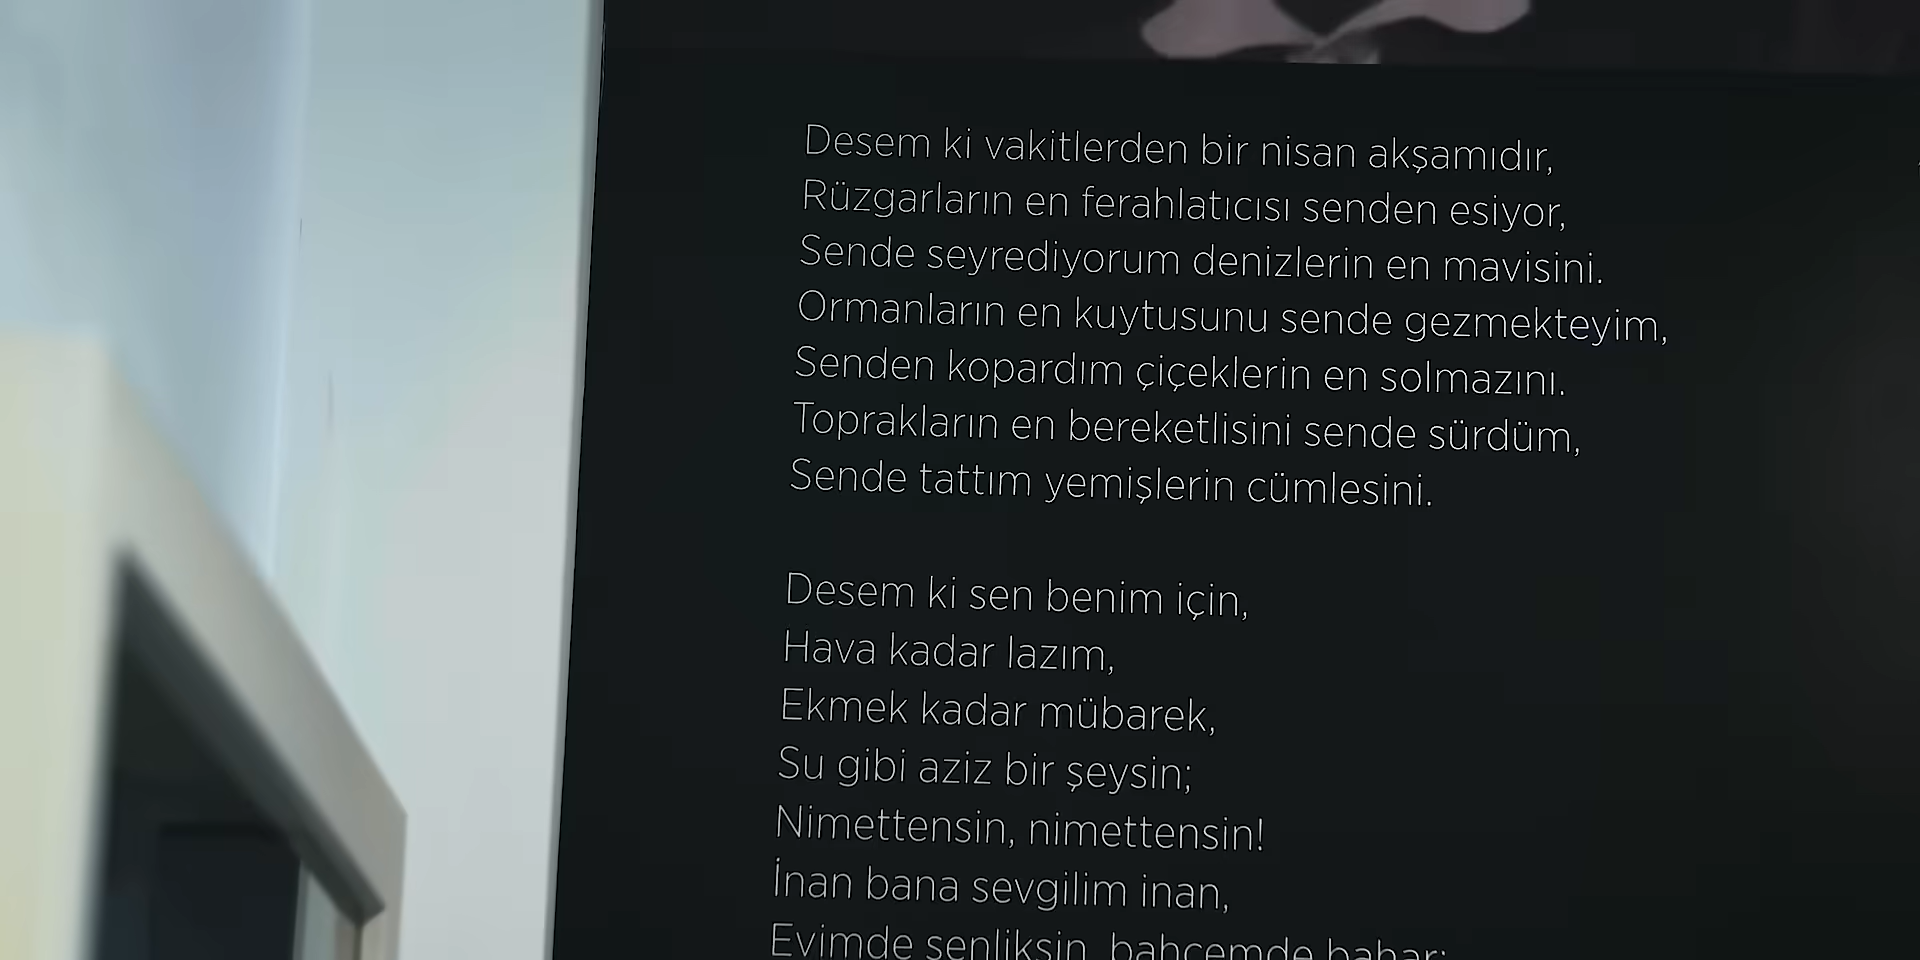 Desem ki vakitlerden bir nisan akşamıdır,
Rüzgarların en ferahlatıcısı senden esiyor,
Sende seyrediyorum denizlerin en mavisini.
Ormanların en kuytusunu sende gezmekteyim,
Senden kopardım çiçeklerin en solmazını.
Toprakların en bereketlisini sende sürdüm,
Sende tattım yemişlerin cümlesini.
Desem ki sen benim için,
Hava kadar lazım,
Ekmek kadar mübarek,
Su gibi aziz bir şeysin;
Nimettensin, nimettensin!
İnan bana sevgilim inan,
Evimde şenliksin, bahçemde bahar;